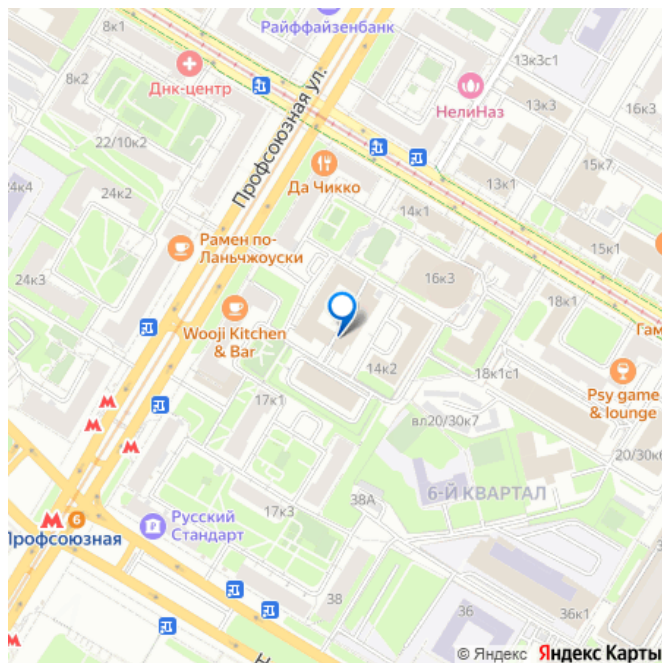 8к1
Райффайзенбанк
8к2
Днк-центр
13к3с1
13к3
16к3
НелиНаз
Профсоюзная ул.
22/10к2
Да Чикко
15к7
24к4
24к2
13к1
14к1
15к1
Рамен по-
Ланьчжоуски
24к3
16к3
18к1
Гам
Wooji Kitchen
& Bar
14к2
18к1с1
Psy game
& lounge
17к1
вл20/30к7
20/30к6
38А
6-Й КВАРТАЛ
17к3
6
Профсоюзная
Русский
Стандарт
38
36
36к1
Н
© Яндекс Яндекс Карты